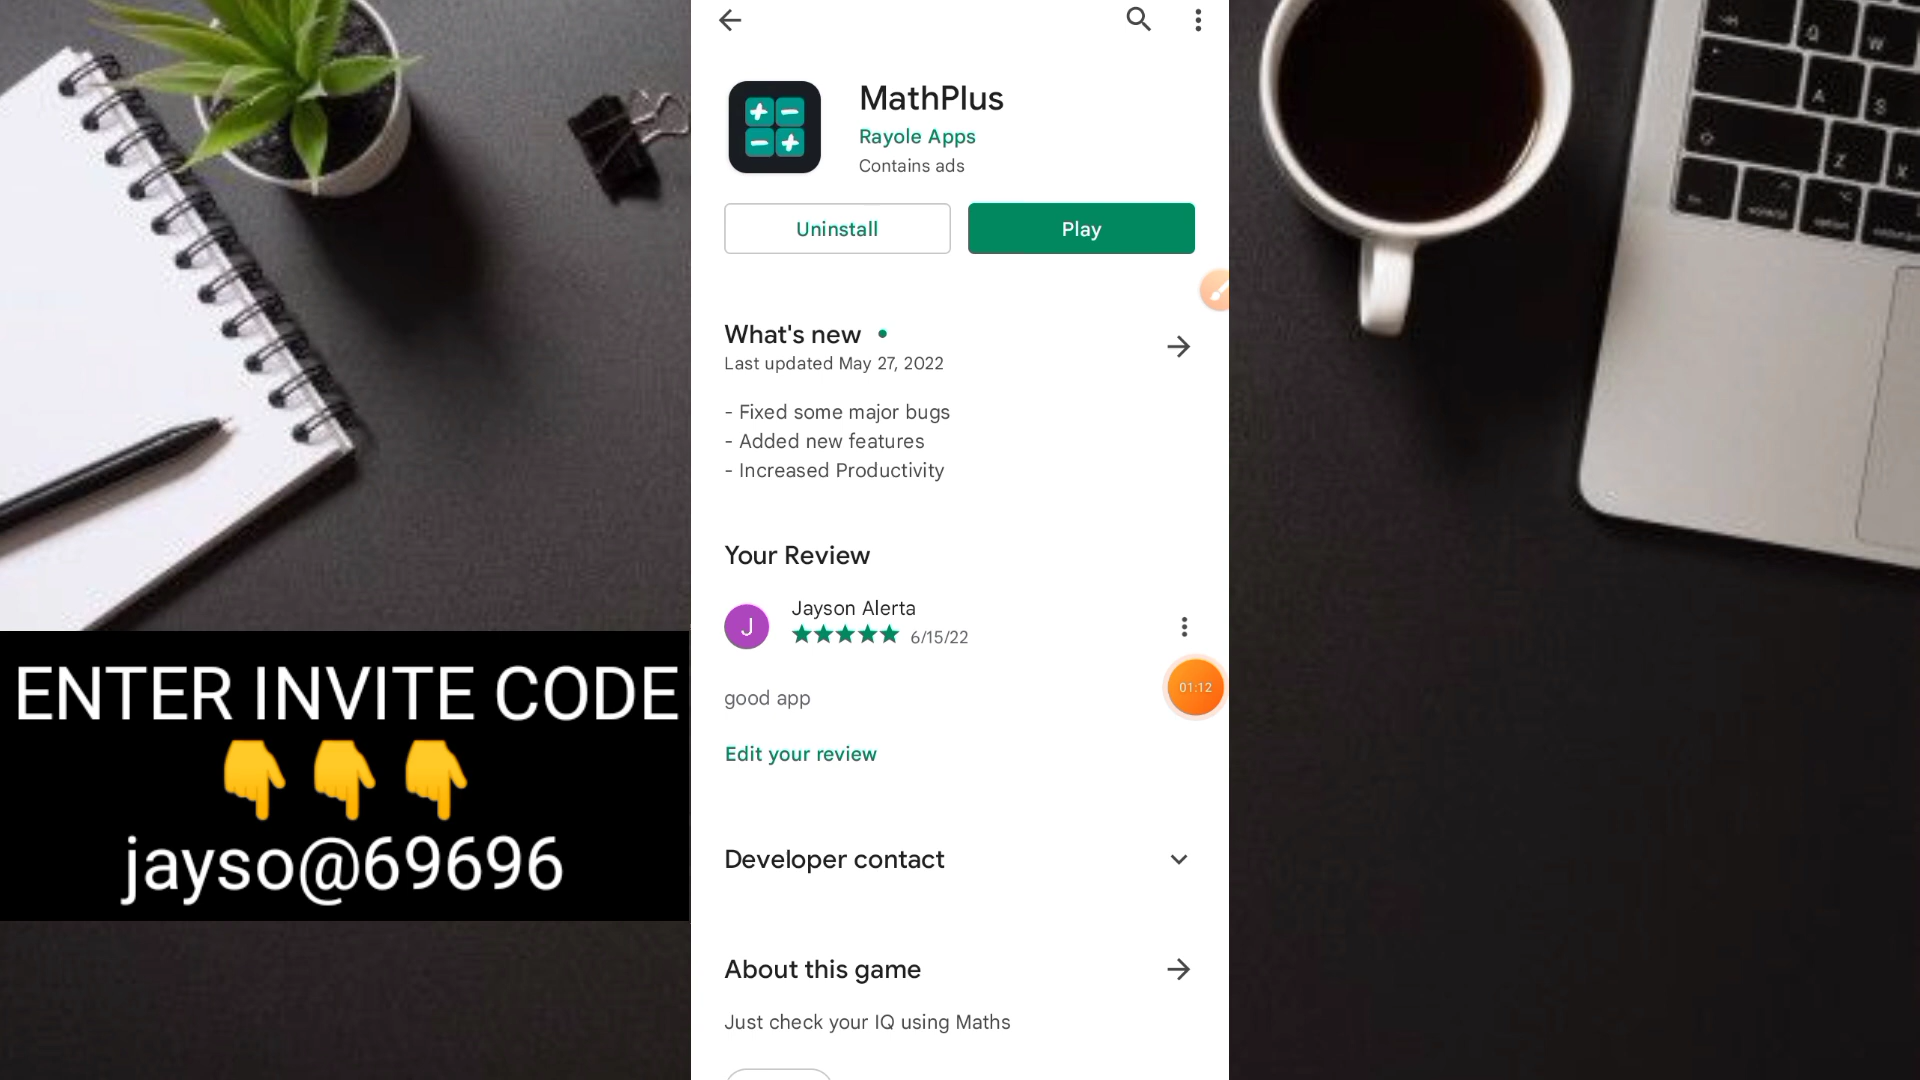 MathPlus
Rayole Apps
Contains ads
Uninstall
Play
What's new
Last updated May 27, 2022
- Fixed some major bugs
- Added new features
- Increased Productivity
Your Review
Jayson Alerta
6/15/22
01:12
good app
Edit your review
Developer contact
About this game
Just check your IQ using Maths
ENTER INVITE CODE
jayso@69696
Q
W
A
S
Z
X